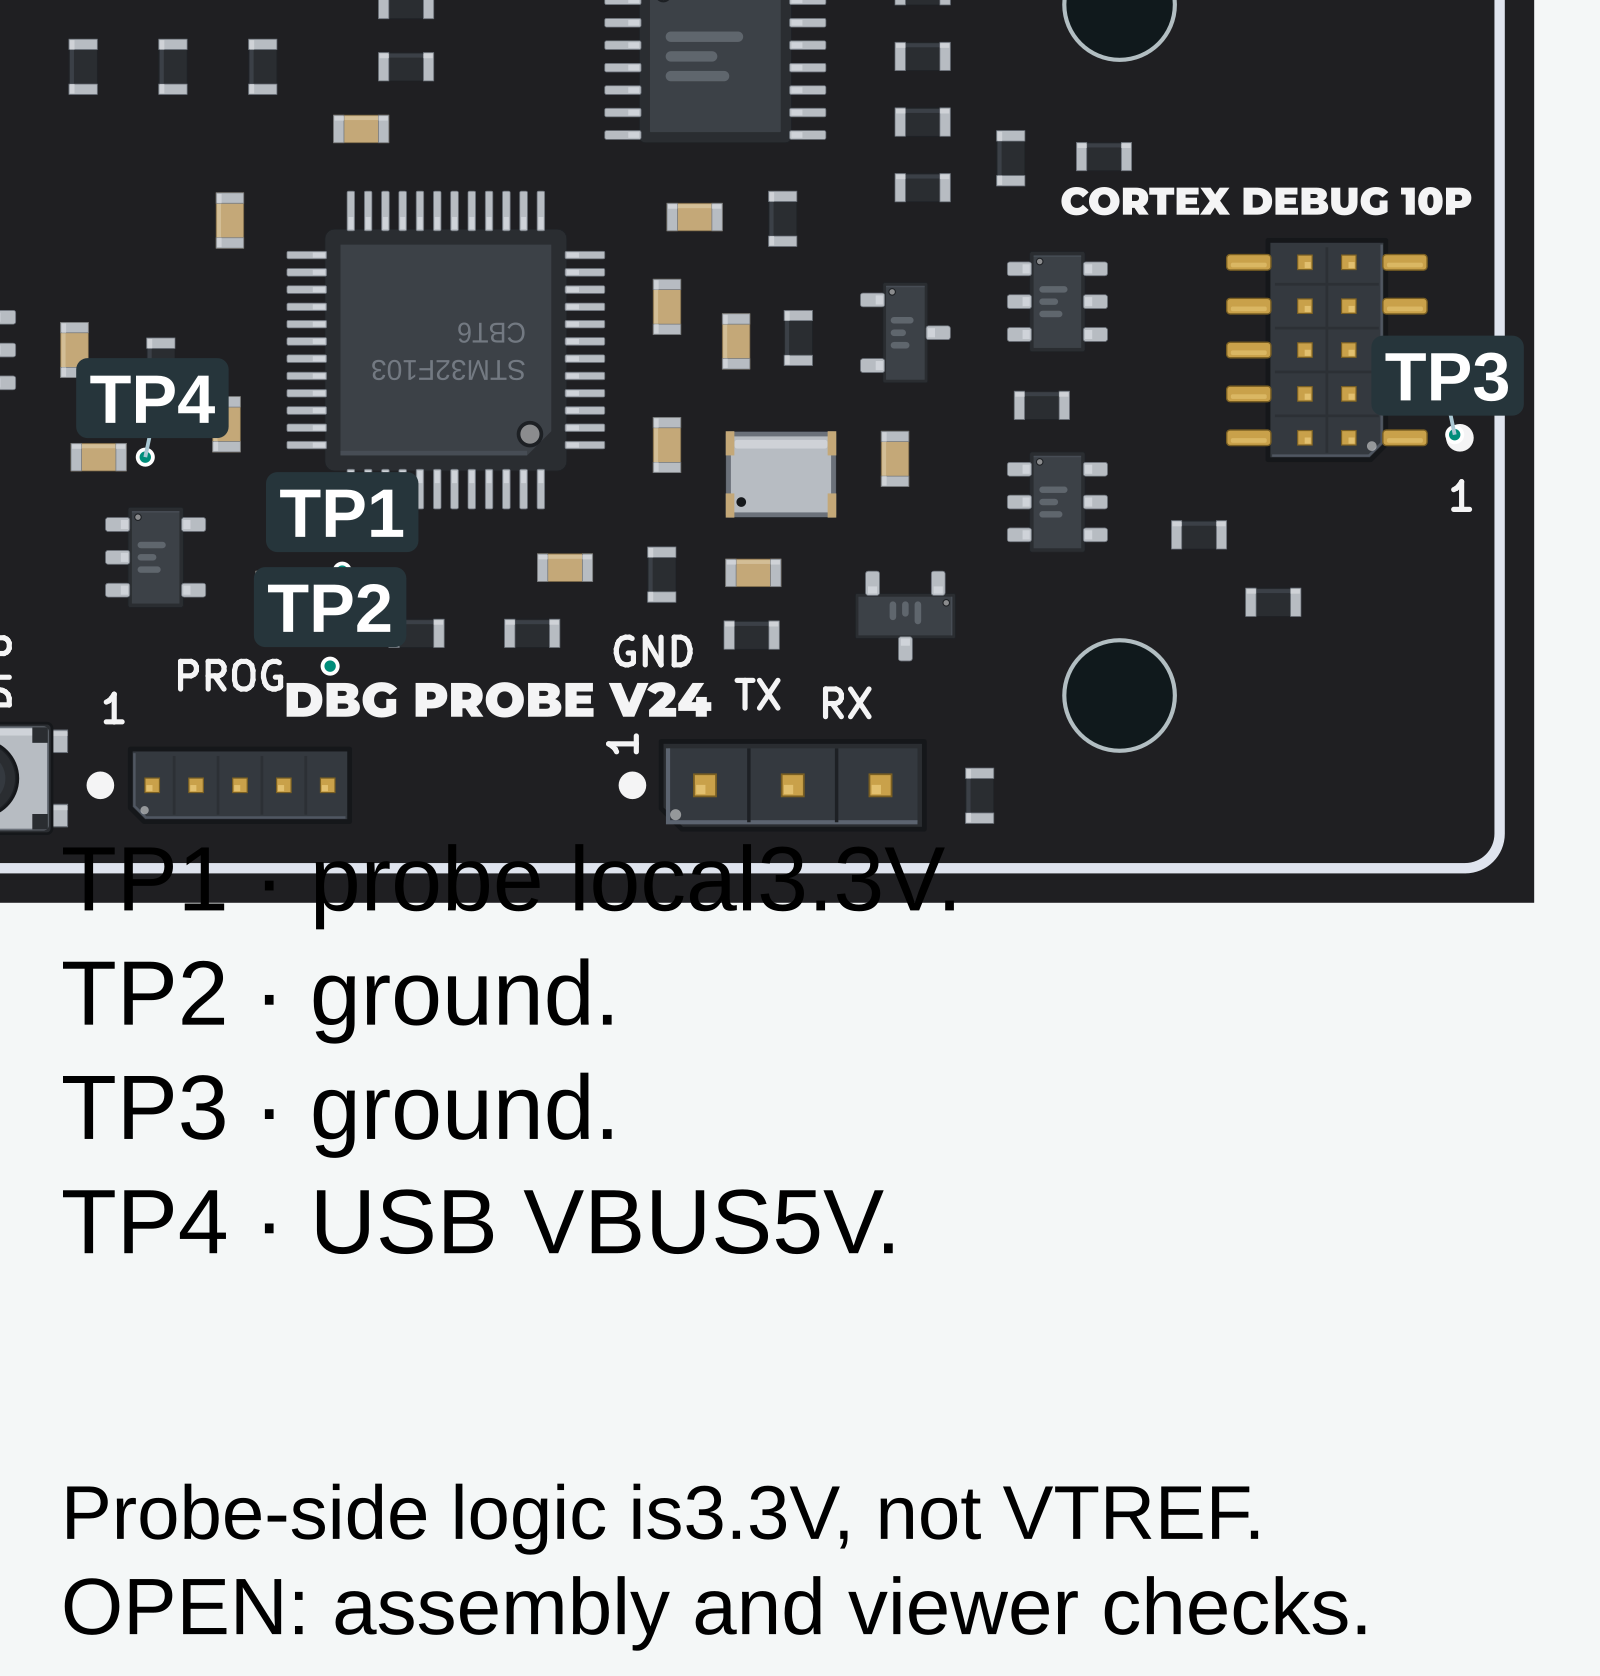 CORTEX DEBUG 10P
CBT6
STM32F103
TP4
TP3
1
TP1
TP2
GND
PROG
DBG PROBE V24
TX
RX
1
1
TP1 · probe local3.3V.
TP2 · ground.
TP3 · ground.
TP4 · USB VBUS5V.
Probe-side logic is3.3V, not VTREF.
OPEN: assembly and viewer checks.